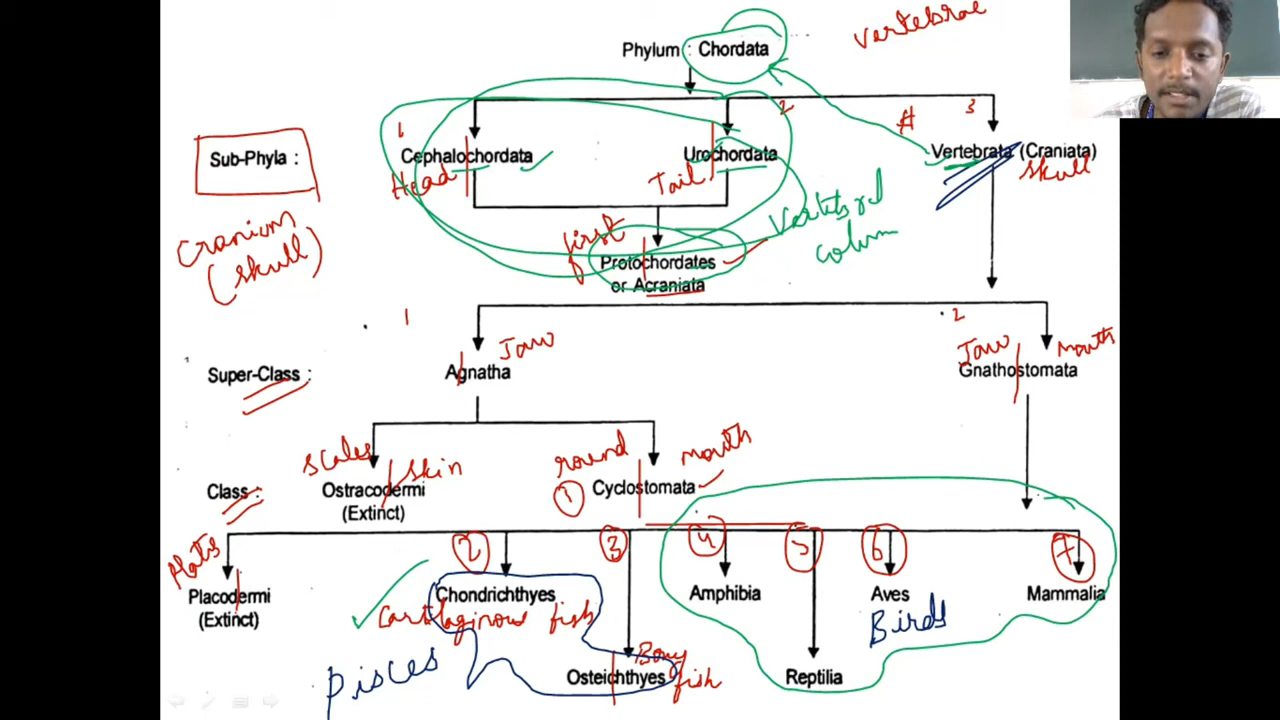 vertebrae
Phylum : Chordata
1
2
3
#
Sub-Phyla :
Cephalochordata
Urochordata
Vertebrata (Craniata)
Head
Tail
skull
Cranium
(skull)
first
Vertebral
column
Protochordates
or Acraniata
1
2
Jaw
Jaw
mouth
Super-Class :
Agnatha
Gnathostomata
scales
skin
round
mouth
Class :
Ostracodermi
(Extinct)
1
Cyclostomata
Plates
2
3
4
5
6
7
Placodermi
(Extinct)
Chondrichthyes
Amphibia
Aves
Mammalia
Cartilaginous fish
Birds
Pisces
Bony
fish
Osteichthyes
Reptilia